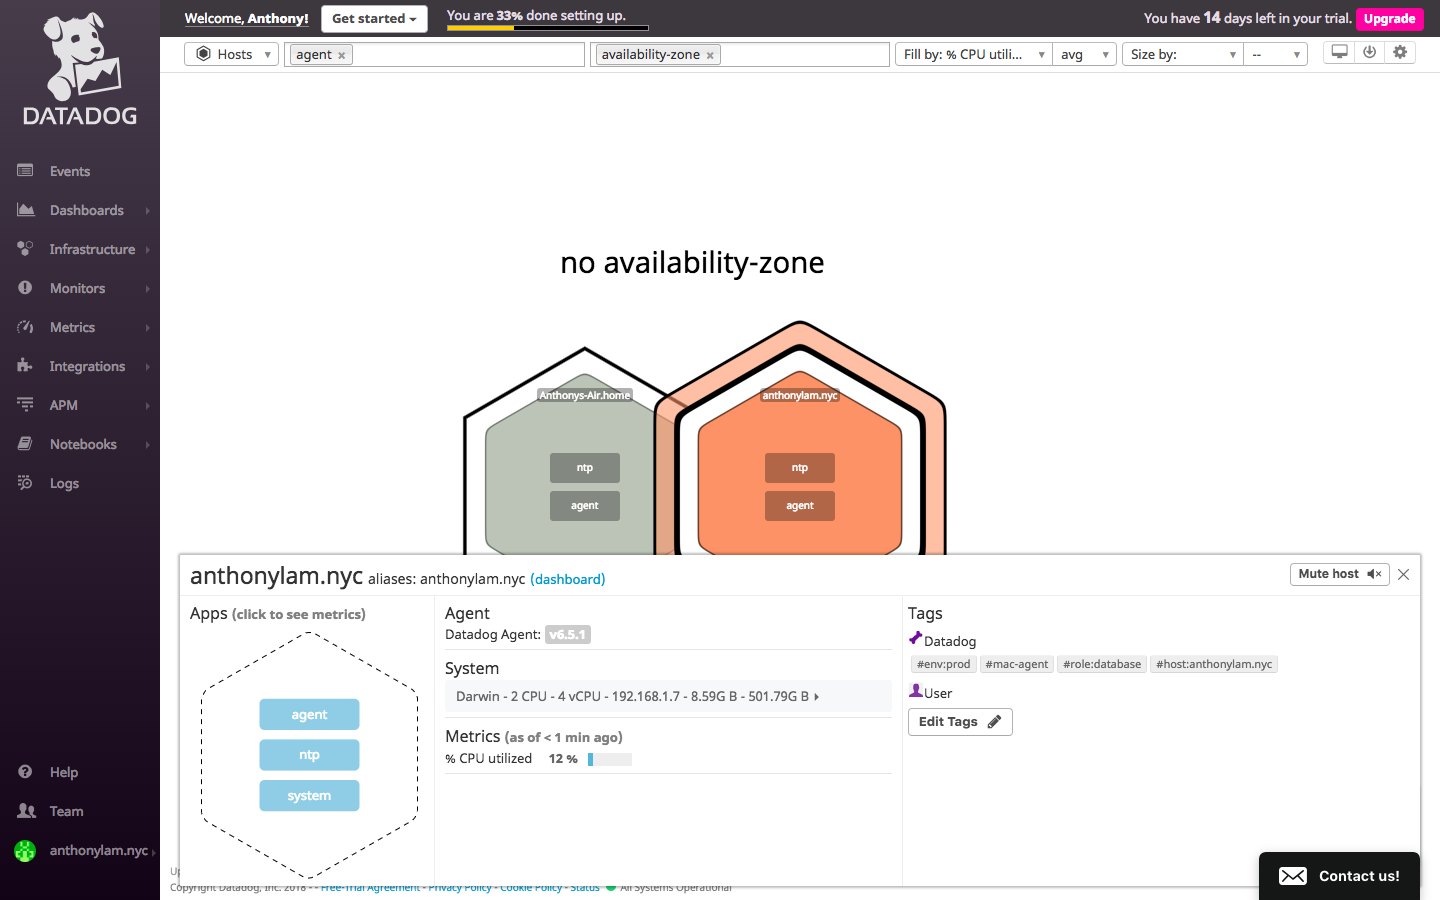 Welcome, Anthony!
Get started
You are 33% done setting up.
You have 14 days left in your trial.
Upgrade
DATADOG
Hosts
agent ×
availability-zone ×
Fill by: % CPU utili...
avg
Size by:
--
Events
Dashboards
Infrastructure
Monitors
Metrics
Integrations
APM
Notebooks
Logs
Help
Team
anthonylam.nyc
no availability-zone
Anthonys-Air.home
anthonylam.nyc
ntp
ntp
agent
agent
anthonylam.nyc aliases: anthonylam.nyc (dashboard)
Mute host
Apps (click to see metrics)
agent
ntp
system
Agent
Datadog Agent: v6.5.1
System
Darwin - 2 CPU - 4 vCPU - 192.168.1.7 - 8.59G B - 501.79G B
Metrics (as of < 1 min ago)
% CPU utilized 12 %
Tags
Datadog
#env:prod #mac-agent #role:database #host:anthonylam.nyc
User
Edit Tags
Copyright Datadog, Inc. 2018 - - Free-Trial Agreement - Privacy Policy - Cookie Policy - Status All Systems Operational
Contact us!